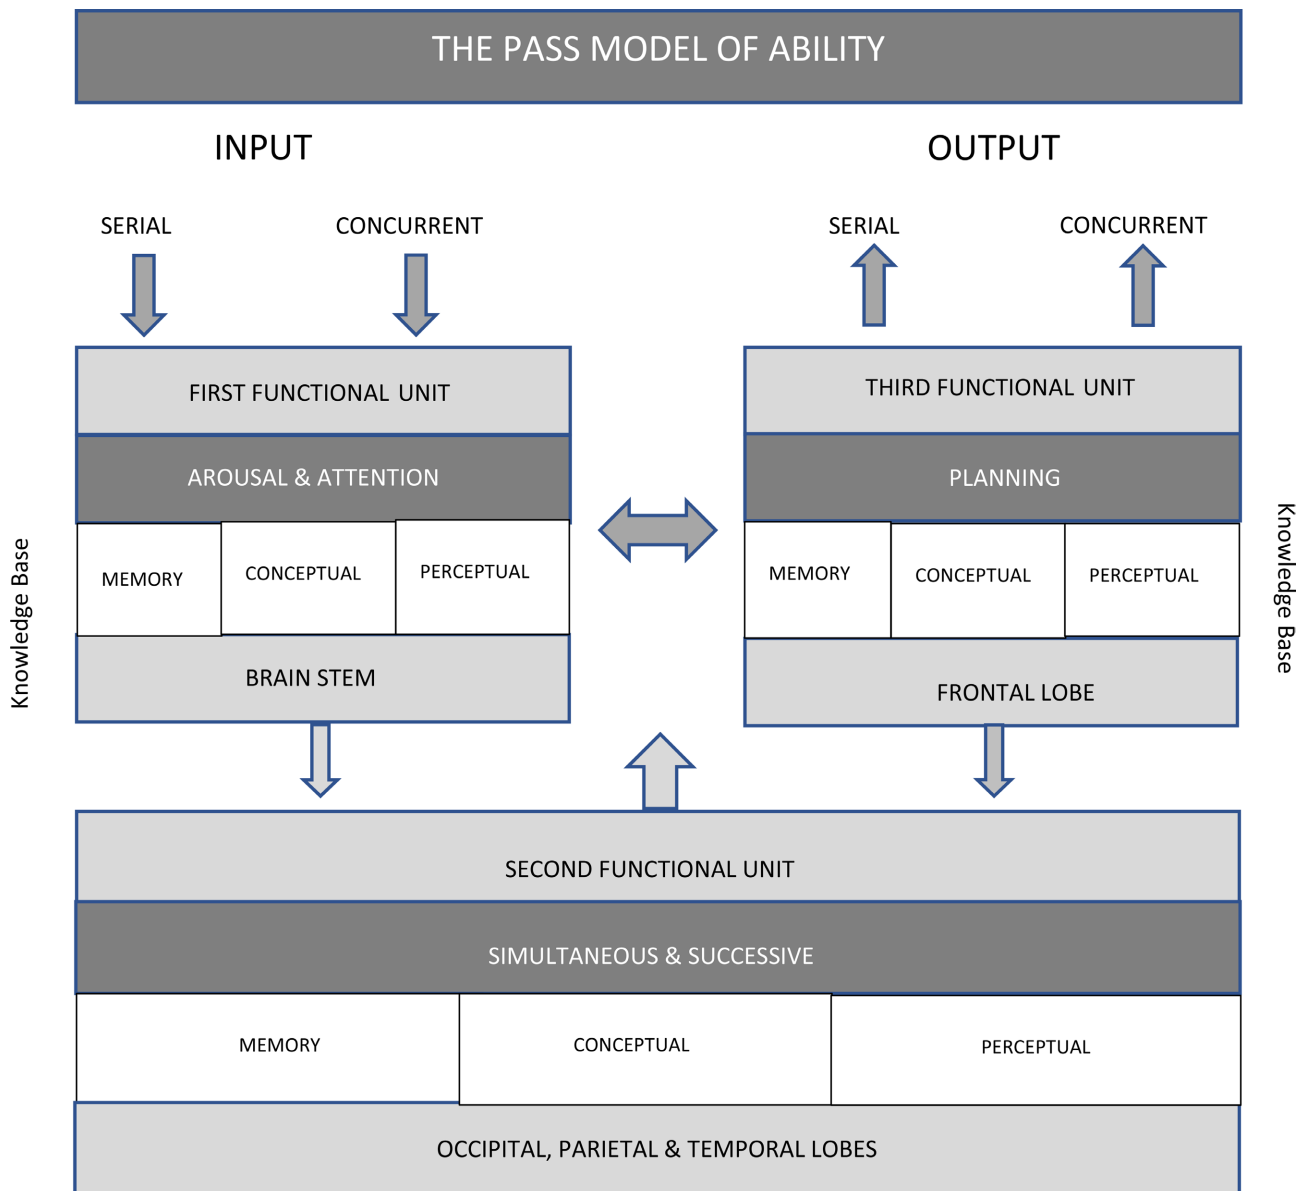 THE PASS MODEL OF ABILITY
INPUT
OUTPUT
SERIAL
CONCURRENT
SERIAL
CONCURRENT
FIRST FUNCTIONAL UNIT
AROUSAL & ATTENTION
MEMORY
CONCEPTUAL
PERCEPTUAL
BRAIN STEM
Knowledge Base
THIRD FUNCTIONAL UNIT
PLANNING
MEMORY
CONCEPTUAL
PERCEPTUAL
FRONTAL LOBE
Knowledge Base
SECOND FUNCTIONAL UNIT
SIMULTANEOUS & SUCCESSIVE
MEMORY
CONCEPTUAL
PERCEPTUAL
OCCIPITAL, PARIETAL & TEMPORAL LOBES